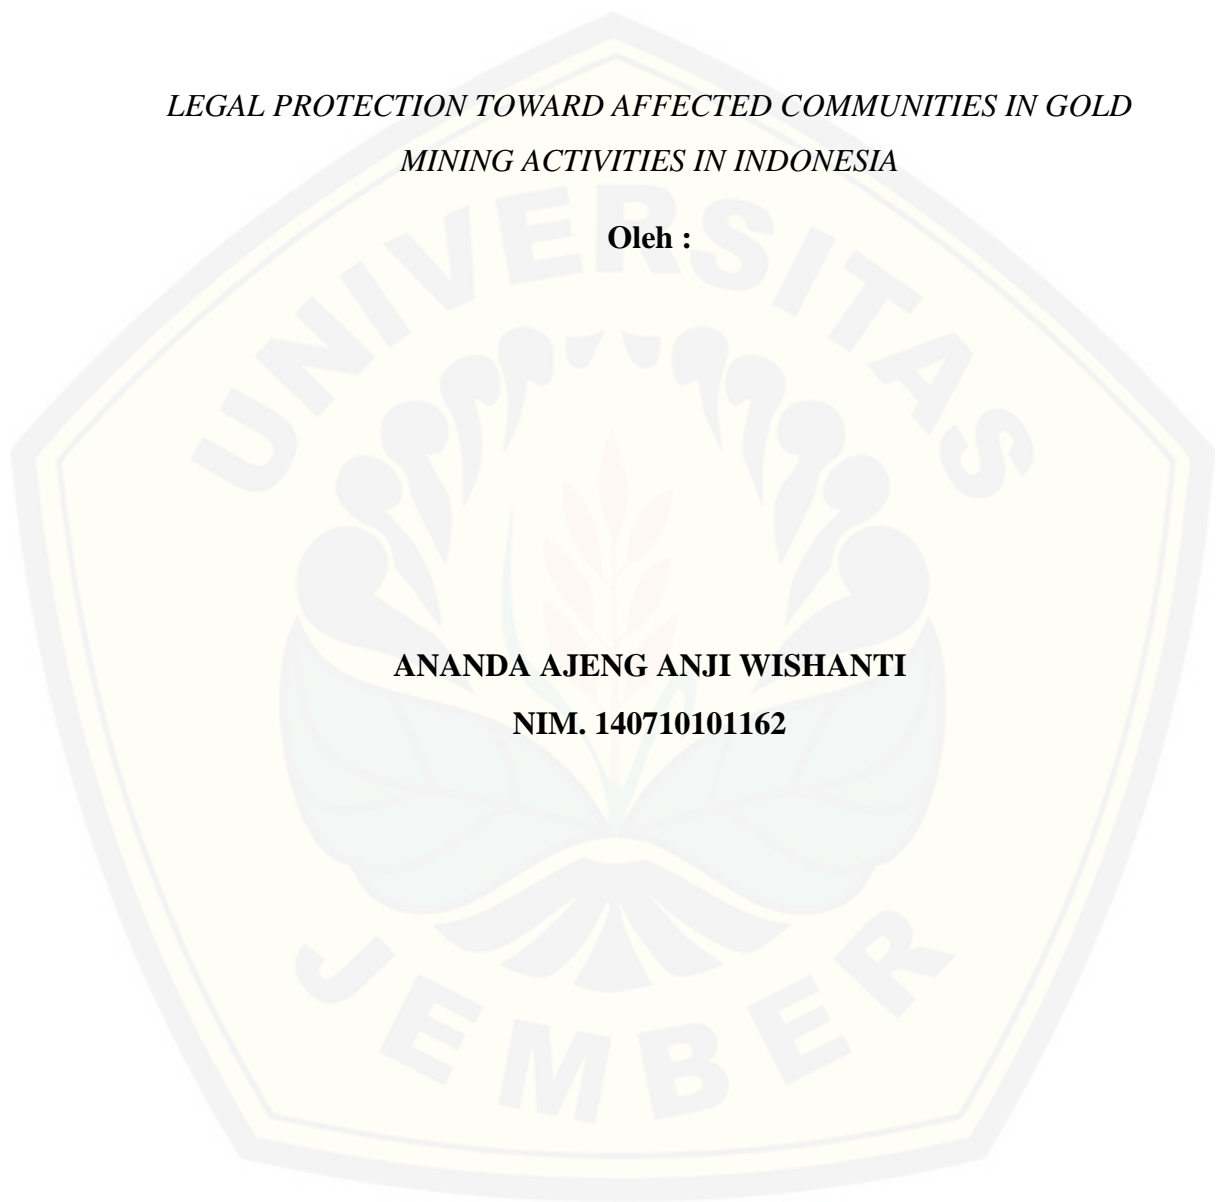 LEGAL PROTECTION TOWARD AFFECTED COMMUNITIES IN GOLD
MINING ACTIVITIES IN INDONESIA
Oleh :
UNIVERSITAS
ANANDA AJENG ANJI WISHANTI
NIM. 140710101162
JEMBER